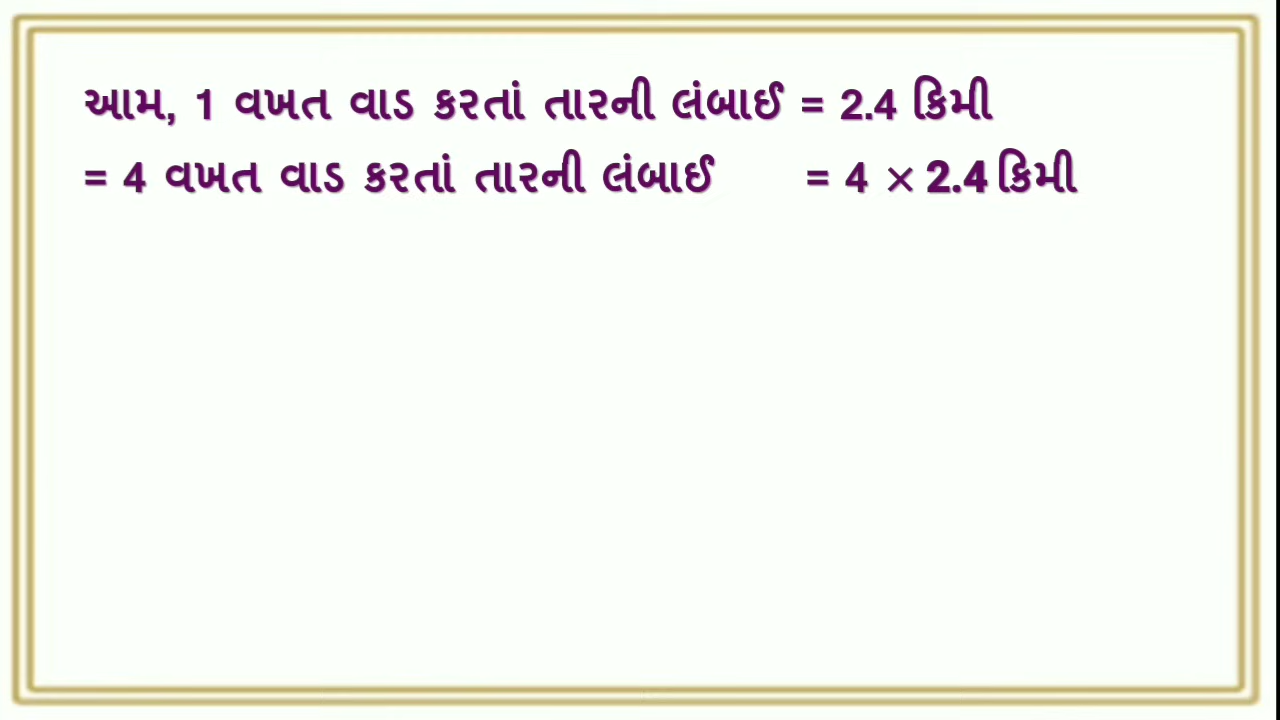 આમ, 1 વખત વાડ કરતાં તારની લંબાઈ = 2.4 કિમી
= 4 વખત વાડ કરતાં તારની લંબાઈ = 4 × 2.4 કિમી